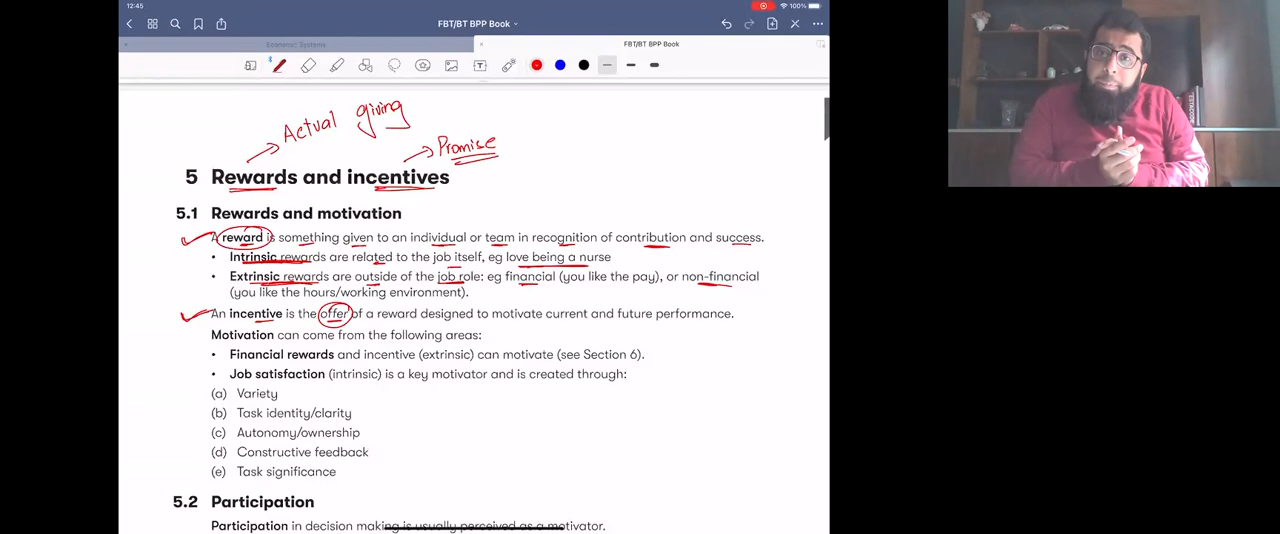 12:45
100%
FBT/BT BPP Book
Economic Systems
FBT/BT BPP Book
Actual giving
Promise
5 Rewards and incentives
5.1 Rewards and motivation
A reward is something given to an individual or team in recognition of contribution and success.
• Intrinsic rewards are related to the job itself, eg love being a nurse
• Extrinsic rewards are outside of the job role: eg financial (you like the pay), or non-financial
(you like the hours/working environment).
An incentive is the offer of a reward designed to motivate current and future performance.
Motivation can come from the following areas:
• Financial rewards and incentive (extrinsic) can motivate (see Section 6).
• Job satisfaction (intrinsic) is a key motivator and is created through:
(a) Variety
(b) Task identity/clarity
(c) Autonomy/ownership
(d) Constructive feedback
(e) Task significance
5.2 Participation
Participation in decision making is usually perceived as a motivator.